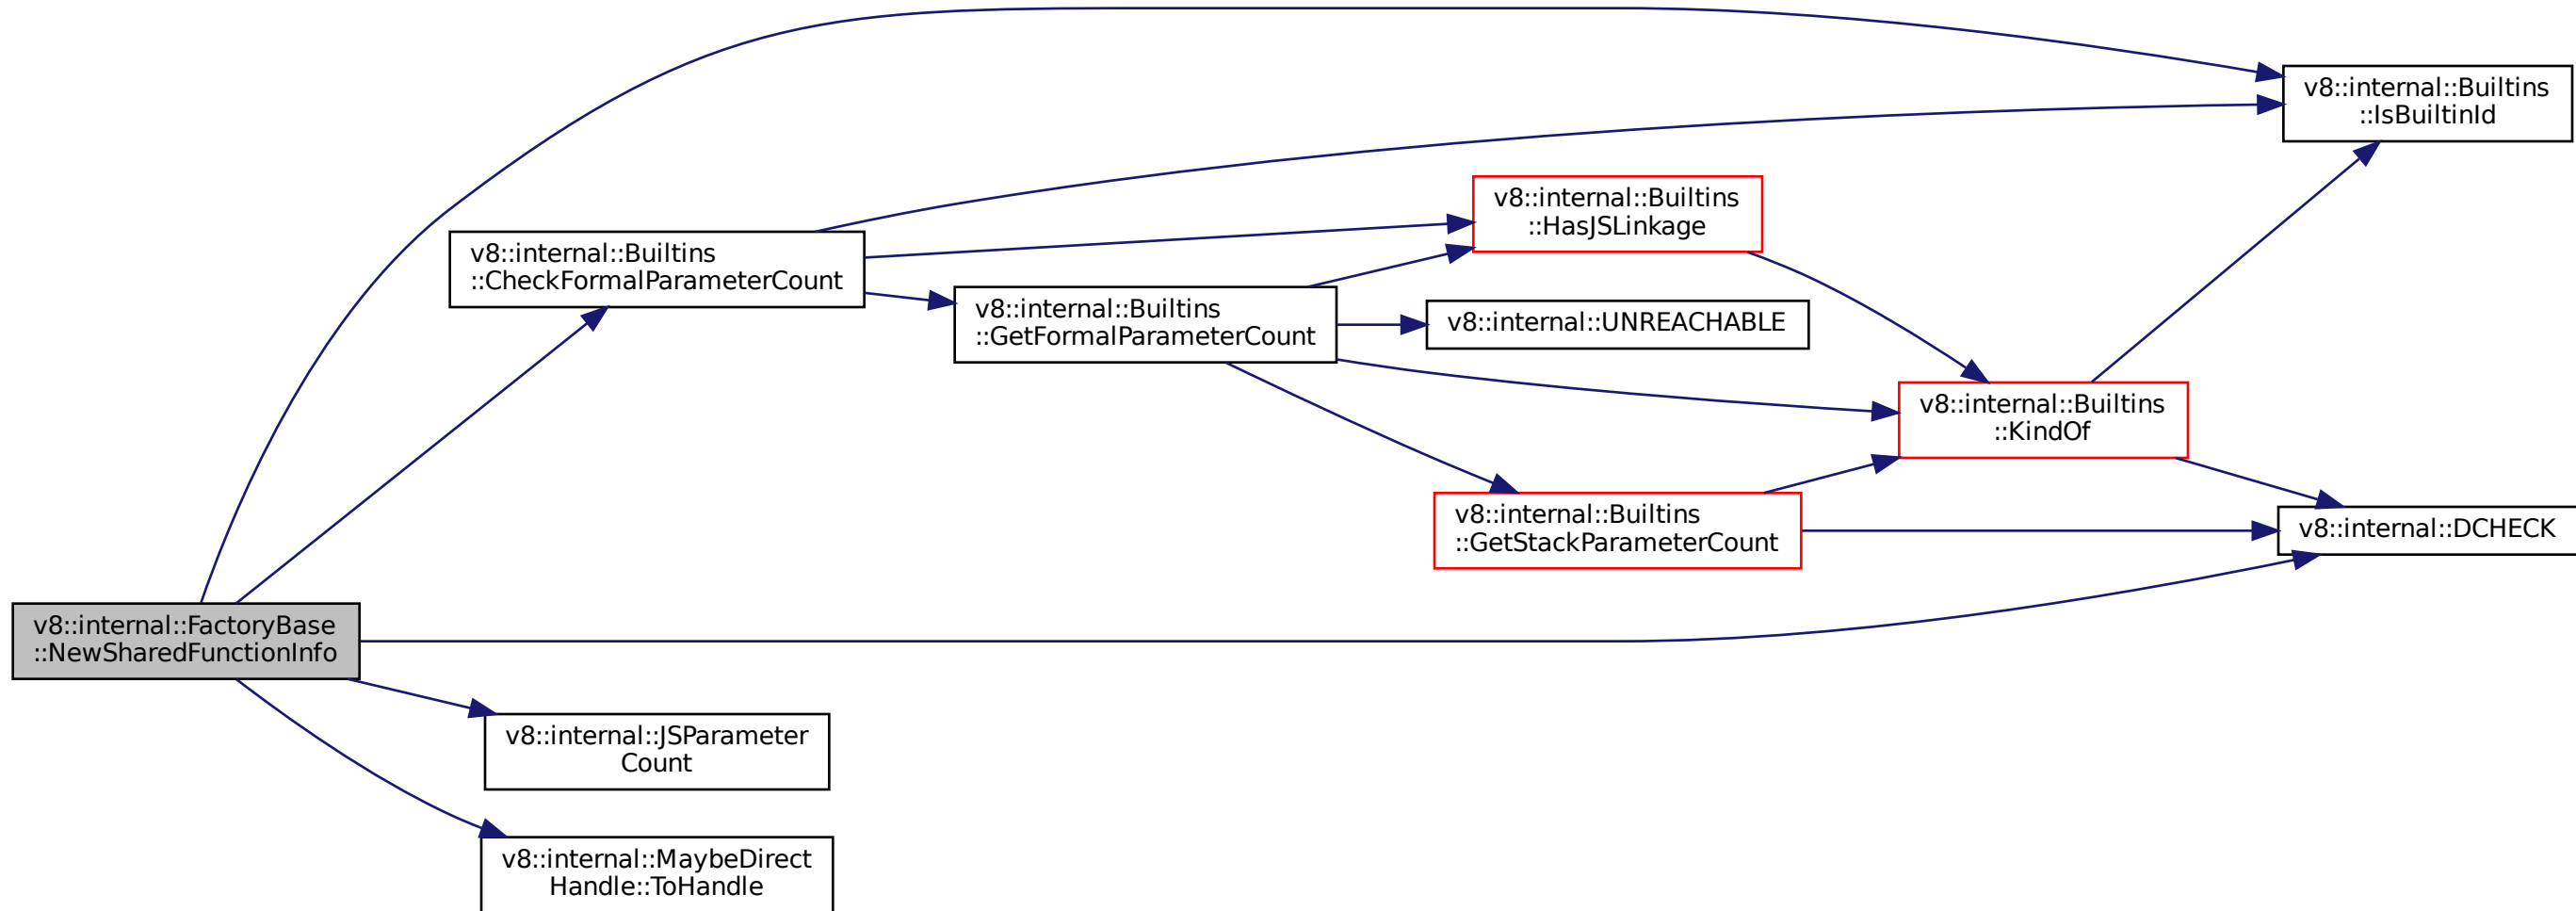 v8::internal::Builtins
::IsBuiltinId
v8::internal::Builtins
::HasJSLinkage
v8::internal::Builtins
::CheckFormalParameterCount
v8::internal::Builtins
::GetFormalParameterCount
v8::internal::UNREACHABLE
v8::internal::Builtins
::KindOf
v8::internal::Builtins
::GetStackParameterCount
v8::internal::DCHECK
v8::internal::FactoryBase
::NewSharedFunctionInfo
v8::internal::JSParameter
Count
v8::internal::MaybeDirect
Handle::ToHandle